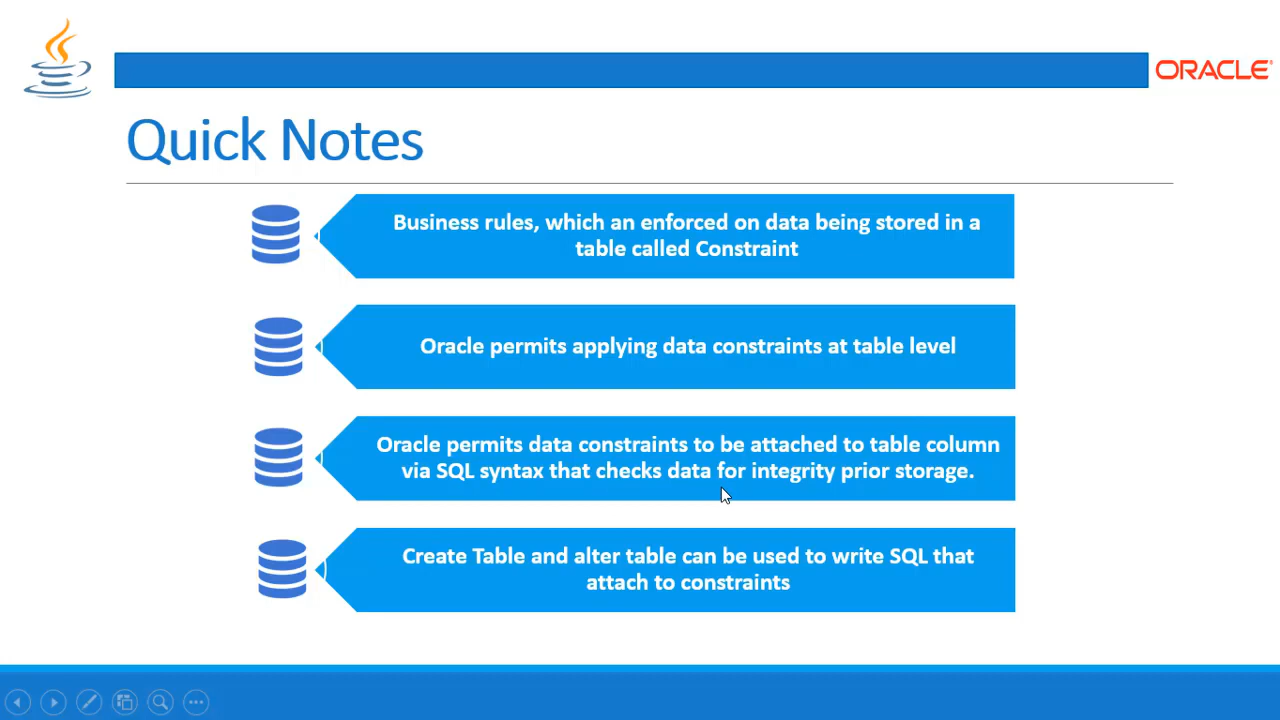 ORACLE
Quick Notes
Business rules, which an enforced on data being stored in a
table called Constraint
Oracle permits applying data constraints at table level
Oracle permits data constraints to be attached to table column
via SQL syntax that checks data for integrity prior storage.
Create Table and alter table can be used to write SQL that
attach to constraints